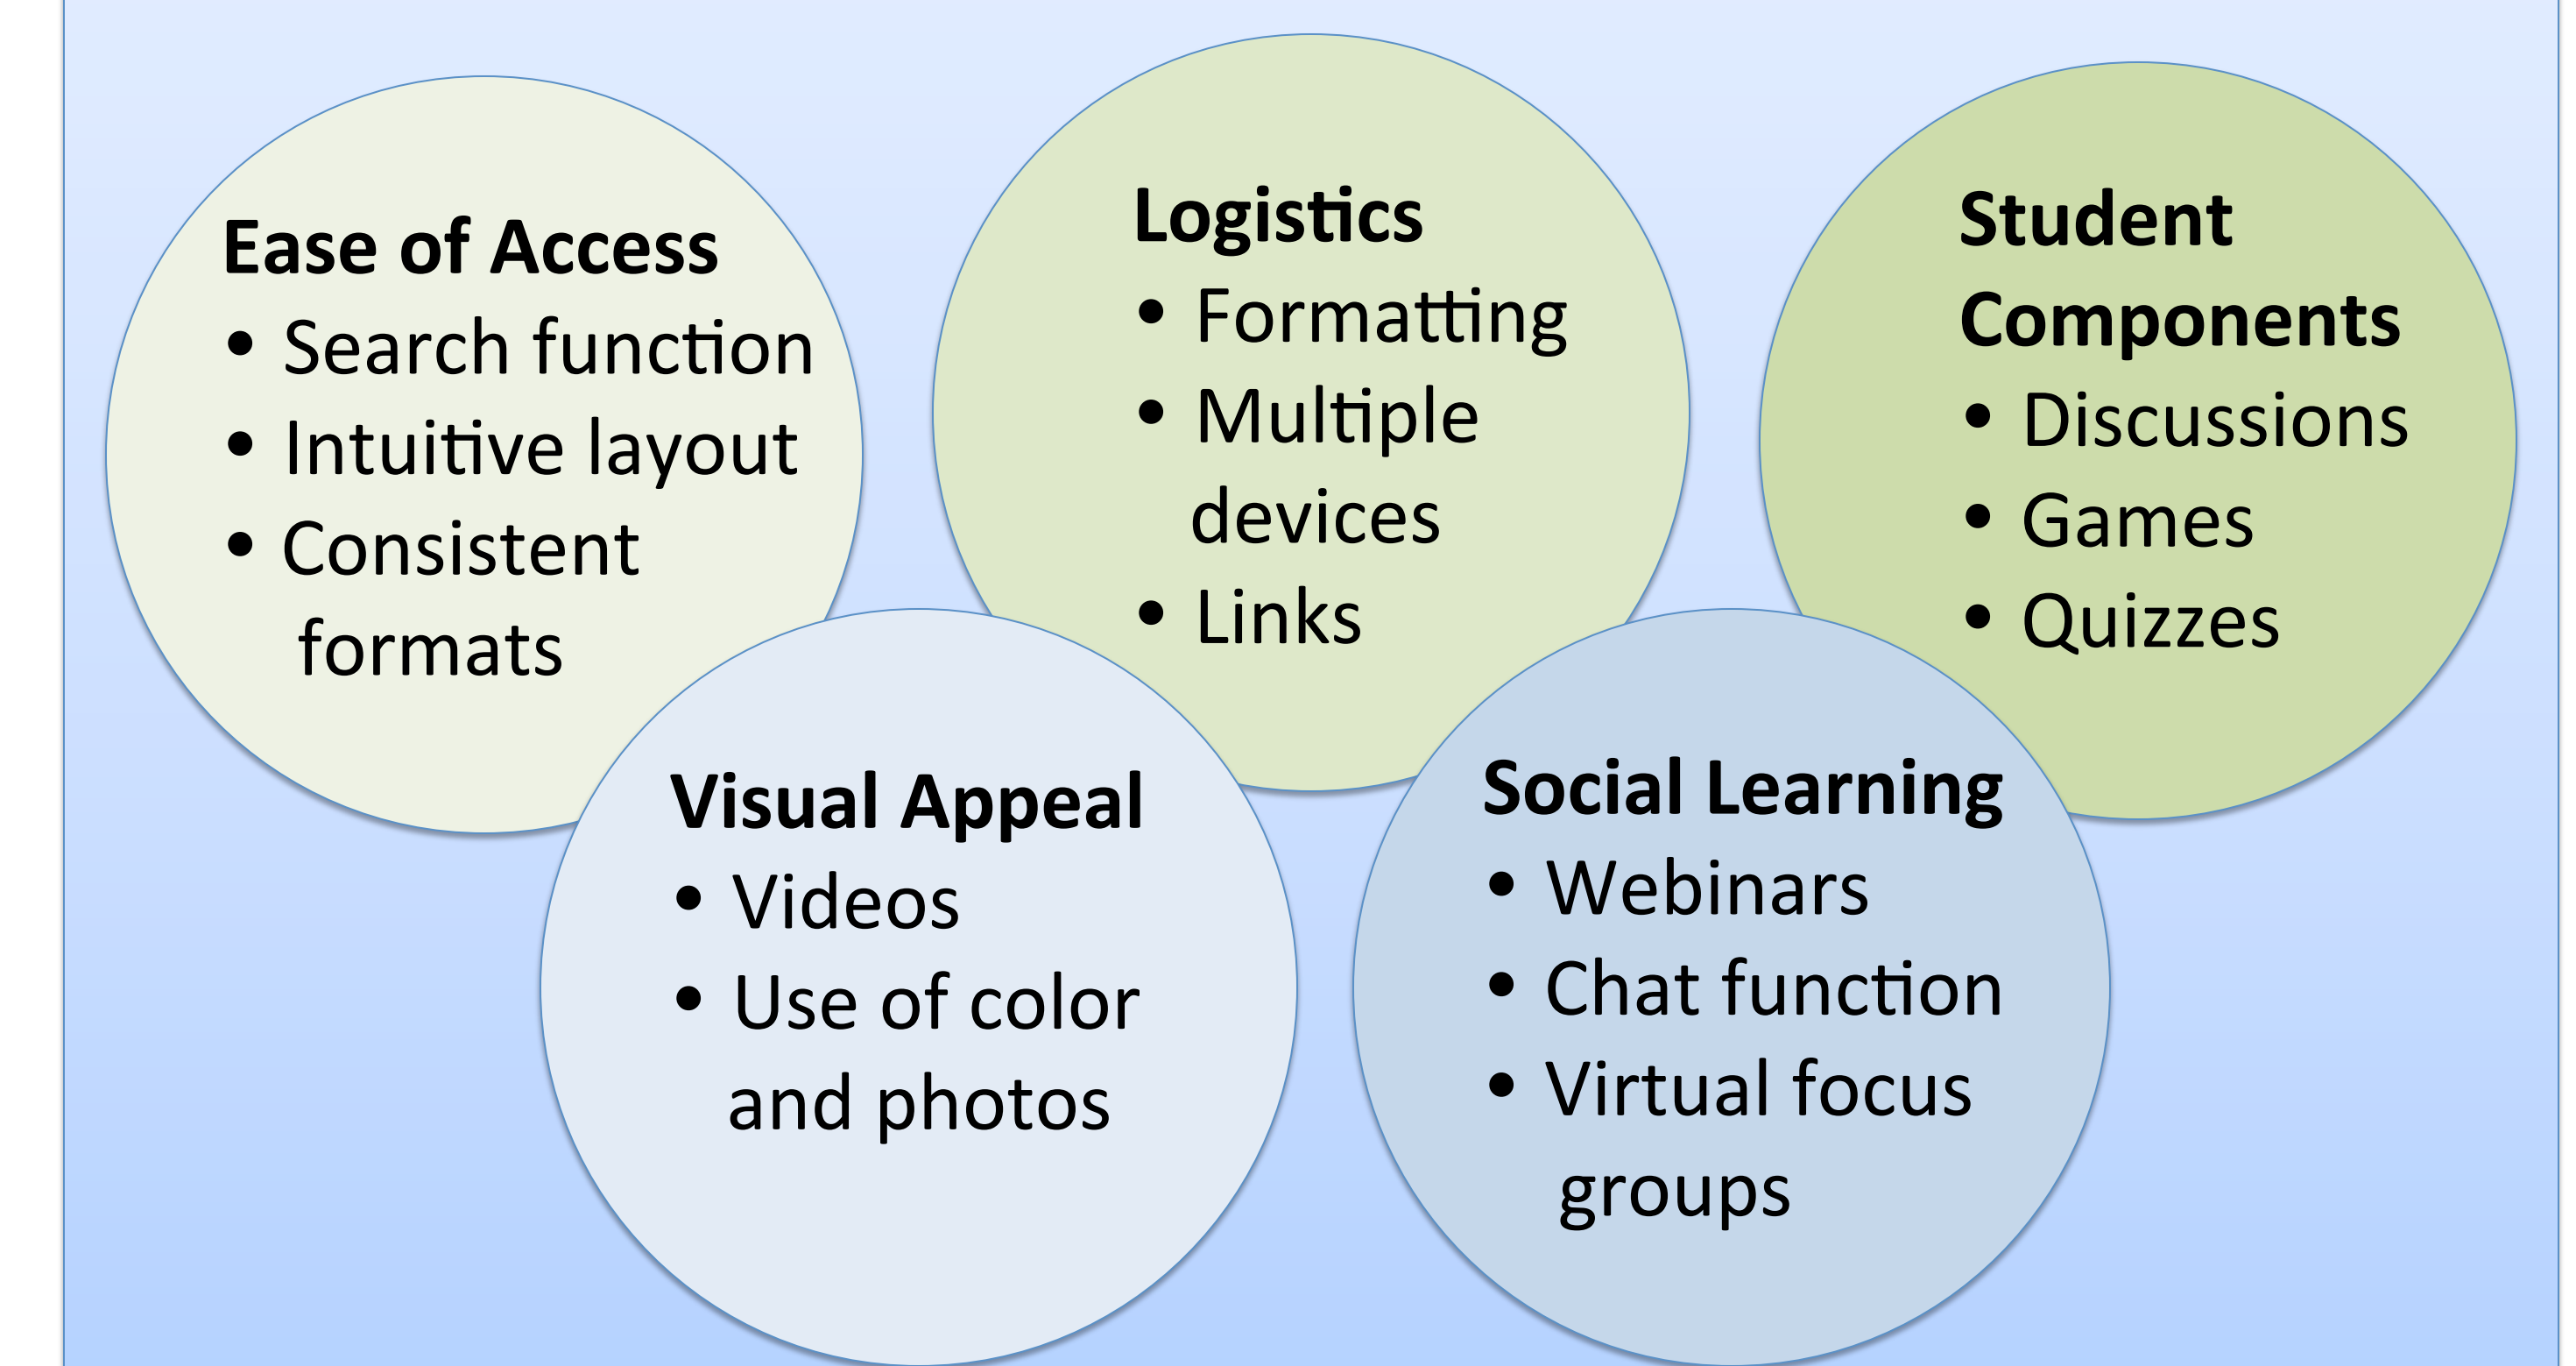 Ease of Access
• Search function
• Intuitive layout
• Consistent
formats
Logistics
• Formatting
• Multiple
devices
• Links
Student
Components
• Discussions
• Games
• Quizzes
Visual Appeal
• Videos
• Use of color
and photos
Social Learning
• Webinars
• Chat function
• Virtual focus
groups